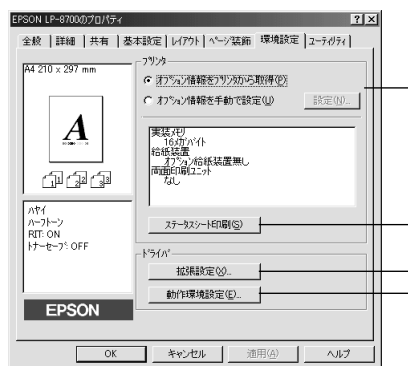 EPSON LP-8700のプロパティ
全般 詳細 共有 基本設定 レイアウト ページ装飾 環境設定 ユーティリティ
A4 210 x 297 mm
A
1 2 3
ハヤイ
ハーフトーン
RIT: ON
トナーセーブ: OFF
EPSON
プリンタ
オプション情報をプリンタから取得(P)
オプション情報を手動で設定(U)
設定(N)...
実装メモリ
16メガバイト
給紙装置
オプション給紙装置無し
両面印刷ユニット
なし
ステータスシート印刷(S)
ドライバ
拡張設定(X)...
動作環境設定(E)...
OK キャンセル 適用(A) ヘルプ